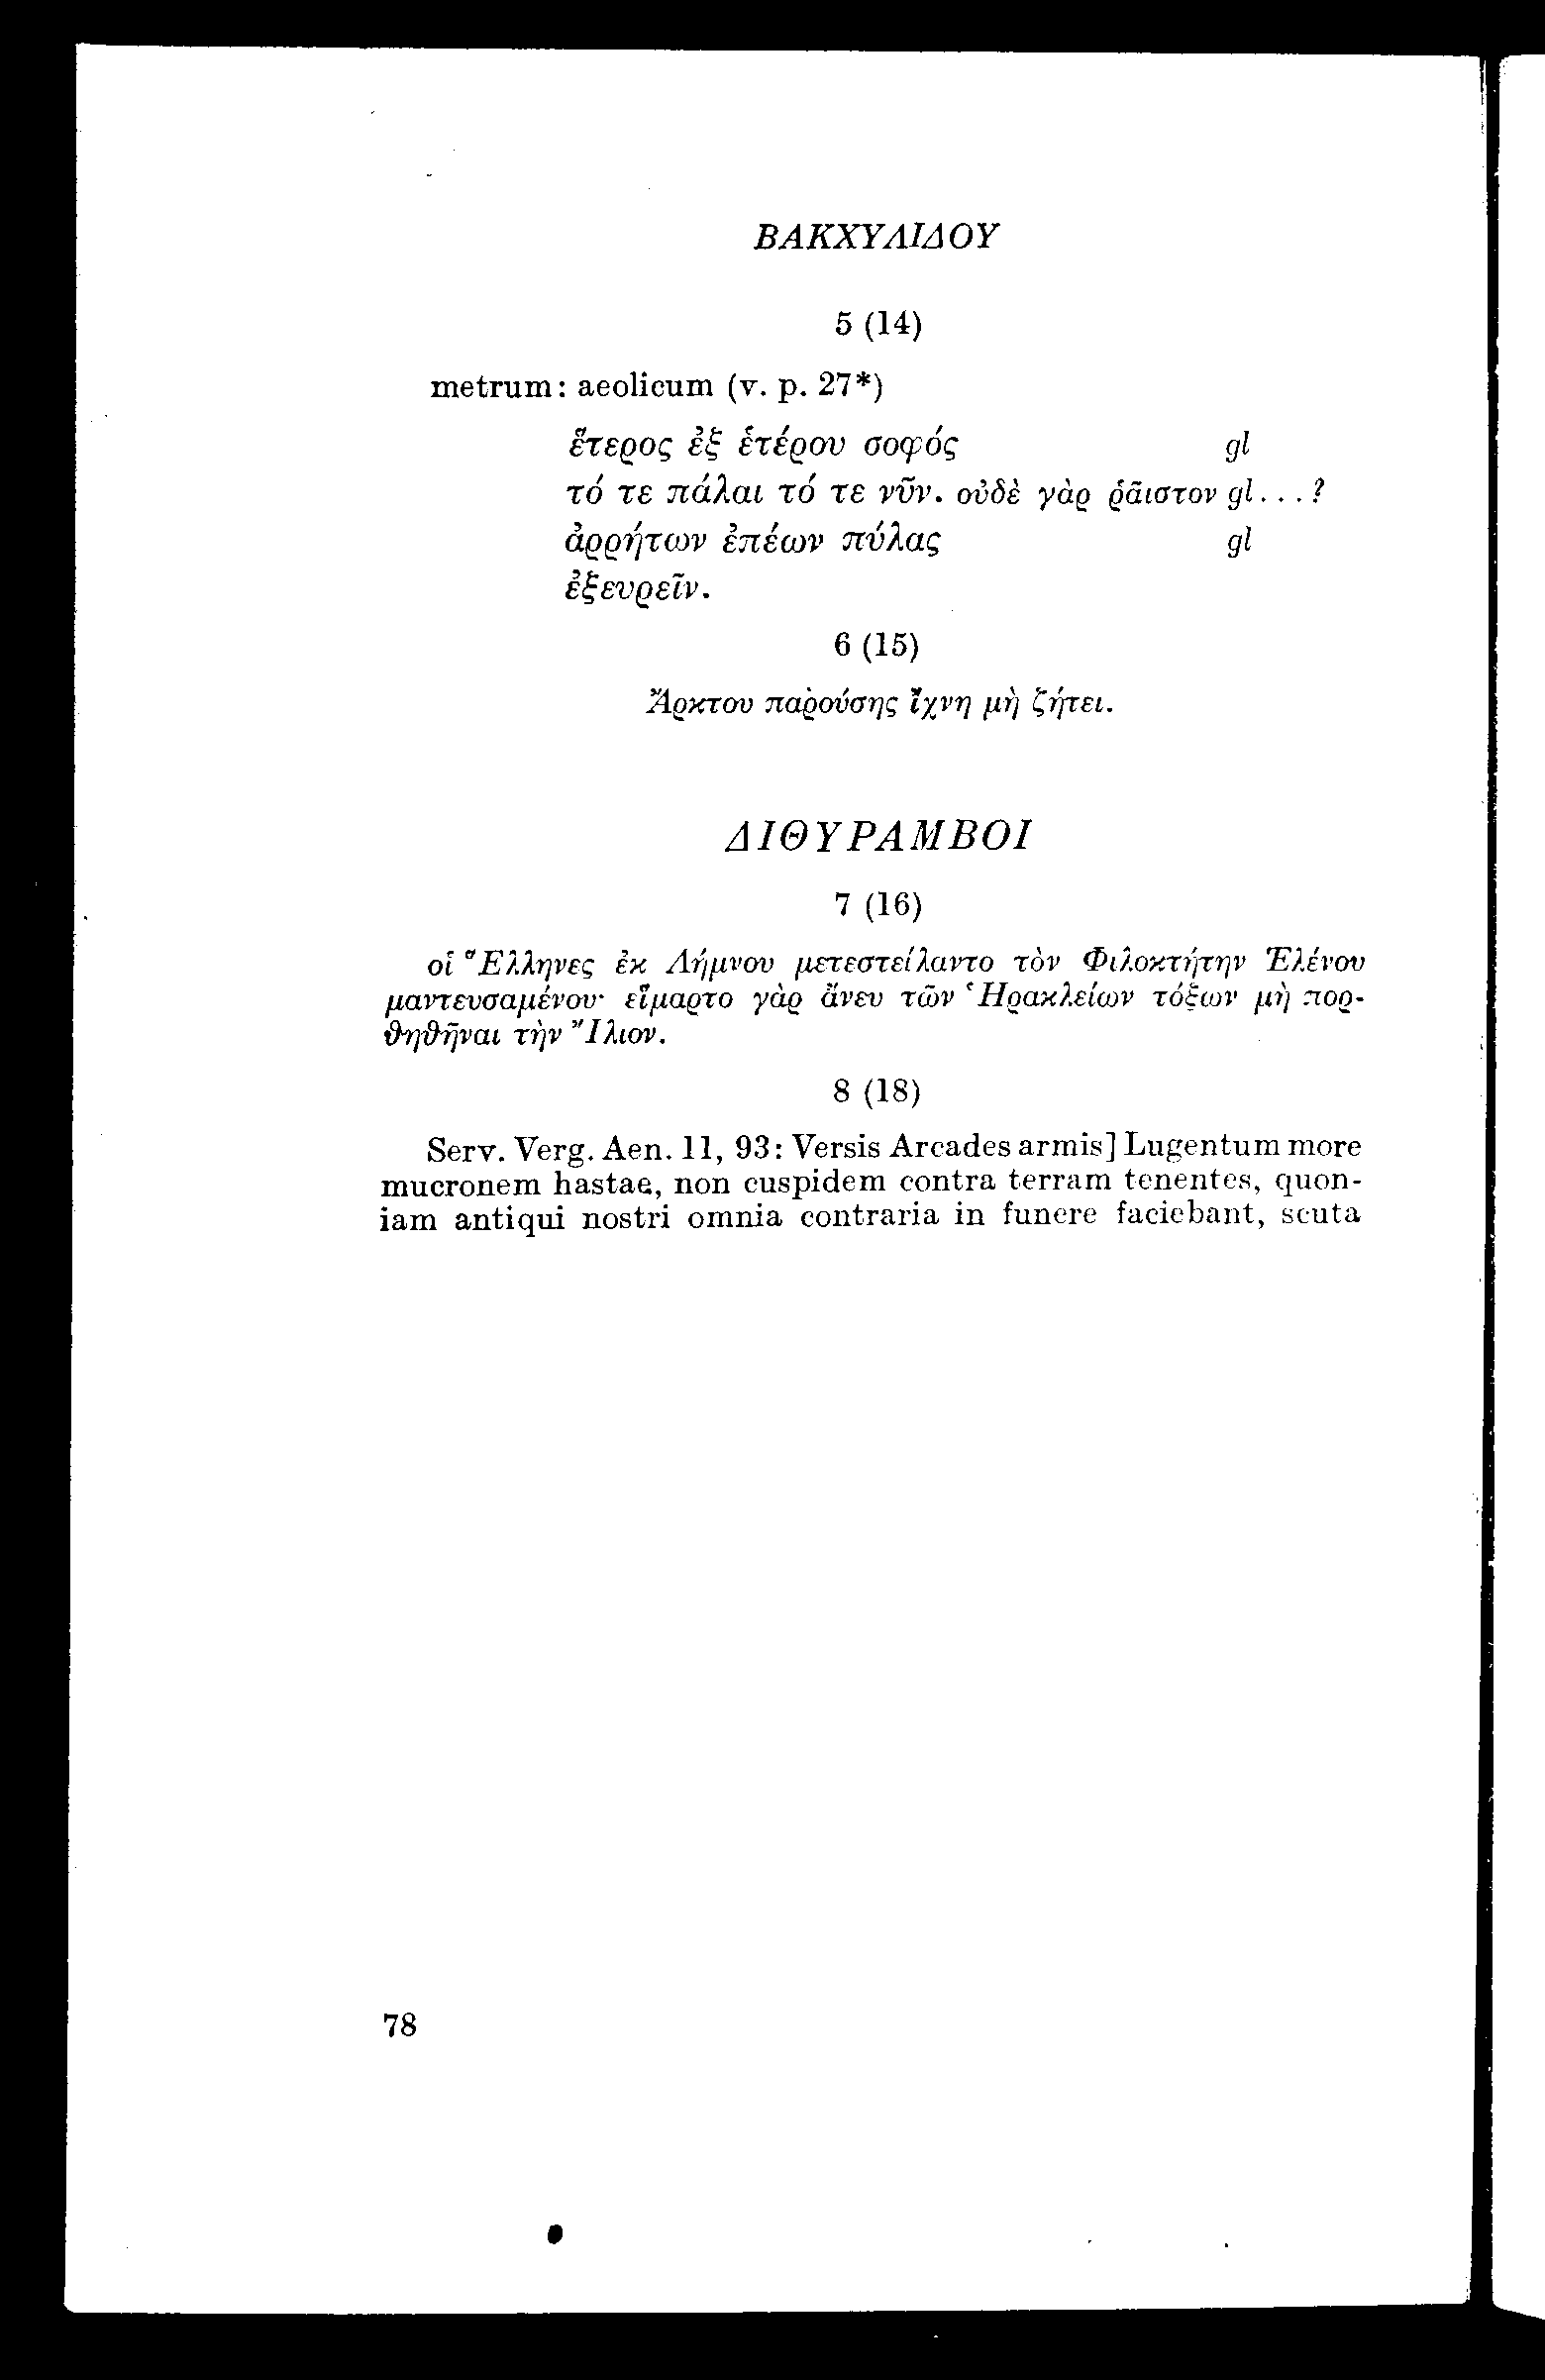 ΒΑΚΧΥΛΙΔΟΥ
5 (14)
metrum: aeolicum (v. p. 27*)
ἕτερος ἐξ ἑτέρου σοφός gl
τό τε πάλαι τό τε νῦν. οὐδὲ γὰρ ῥᾶιστον gl...?
ἀρρήτων ἐπέων πύλας gl
ἐξευρεῖν.
6 (15)
Ἄρκτου παρούσης ἴχνη μὴ ζήτει.
ΔΙΘΥΡΑΜΒΟΙ
7 (16)
οἱ Ἕλληνες ἐκ Λήμνου μετεστείλαντο τὸν Φιλοκτήτην Ἑλένου
μαντευσαμένου· εἵμαρτο γὰρ ἄνευ τῶν Ἡρακλείων τόξων μὴ πορ-
θηθῆναι τὴν Ἴλιον.
8 (18)
Serv. Verg. Aen. 11, 93: Versis Arcades armis] Lugentum more
mucronem hastae, non cuspidem contra terram tenentes, quon-
iam antiqui nostri omnia contraria in funere faciebant, scuta
78